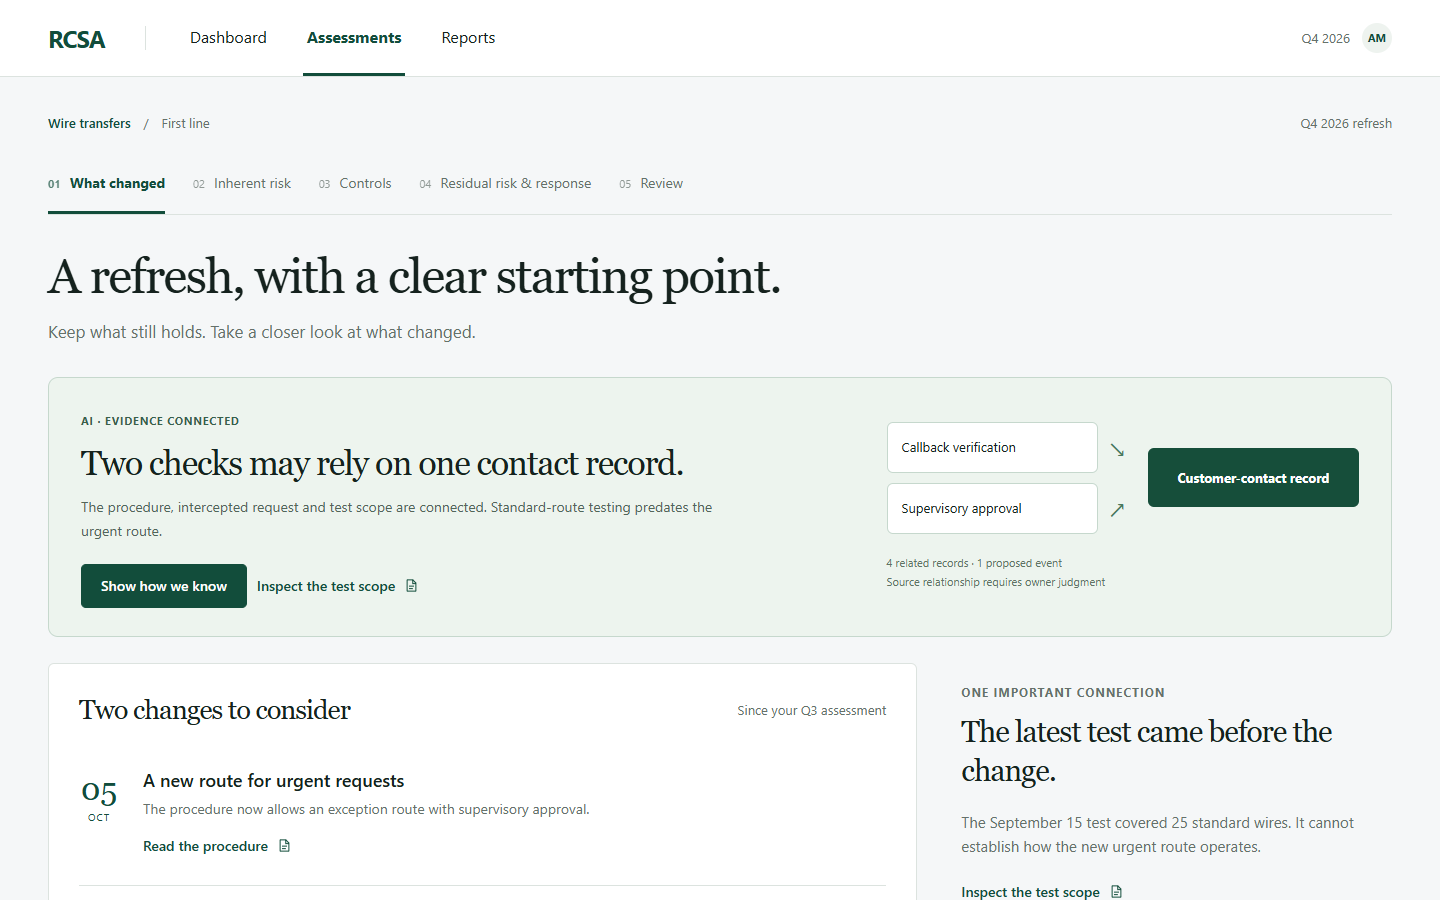 RCSA
Dashboard
Assessments
Reports
Q4 2026
AM
Wire transfers / First line
Q4 2026 refresh
01 What changed
02 Inherent risk
03 Controls
04 Residual risk & response
05 Review
A refresh, with a clear starting point.
Keep what still holds. Take a closer look at what changed.
AI · EVIDENCE CONNECTED
Two checks may rely on one contact record.
The procedure, intercepted request and test scope are connected. Standard-route testing predates the
urgent route.
Show how we know
Inspect the test scope
Callback verification
↘
Supervisory approval
↗
Customer-contact record
4 related records · 1 proposed event
Source relationship requires owner judgment
Two changes to consider
Since your Q3 assessment
05
OCT
A new route for urgent requests
The procedure now allows an exception route with supervisory approval.
Read the procedure
ONE IMPORTANT CONNECTION
The latest test came before the
change.
The September 15 test covered 25 standard wires. It cannot
establish how the new urgent route operates.
Inspect the test scope